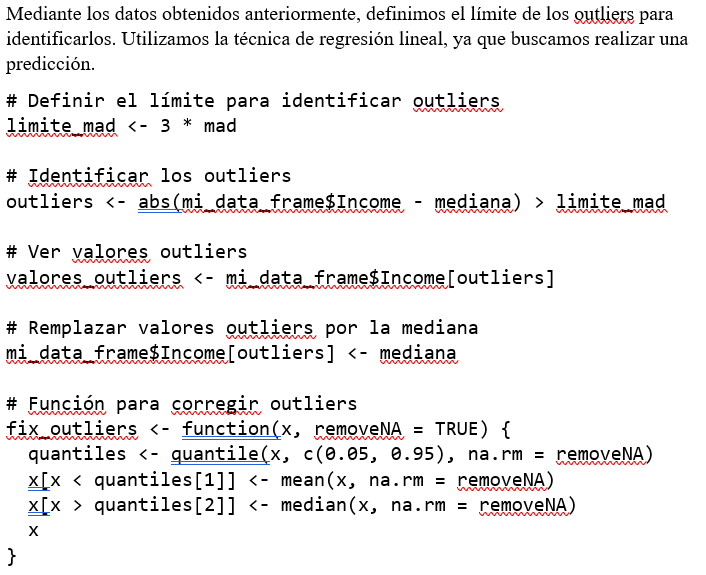 Mediante los datos obtenidos anteriormente, definimos el límite de los outliers para
identificarlos. Utilizamos la técnica de regresión lineal, ya que buscamos realizar una
predicción.
# Definir el límite para identificar outliers
limite_mad <- 3 * mad
# Identificar los outliers
outliers <- abs(mi_data_frame$Income - mediana) > limite_mad
# Ver valores outliers
valores_outliers <- mi_data_frame$Income[outliers]
# Remplazar valores outliers por la mediana
mi_data_frame$Income[outliers] <- mediana
# Función para corregir outliers
fix_outliers <- function(x, removeNA = TRUE) {
  quantiles <- quantile(x, c(0.05, 0.95), na.rm = removeNA)
  x[x < quantiles[1]] <- mean(x, na.rm = removeNA)
  x[x > quantiles[2]] <- median(x, na.rm = removeNA)
  x
}